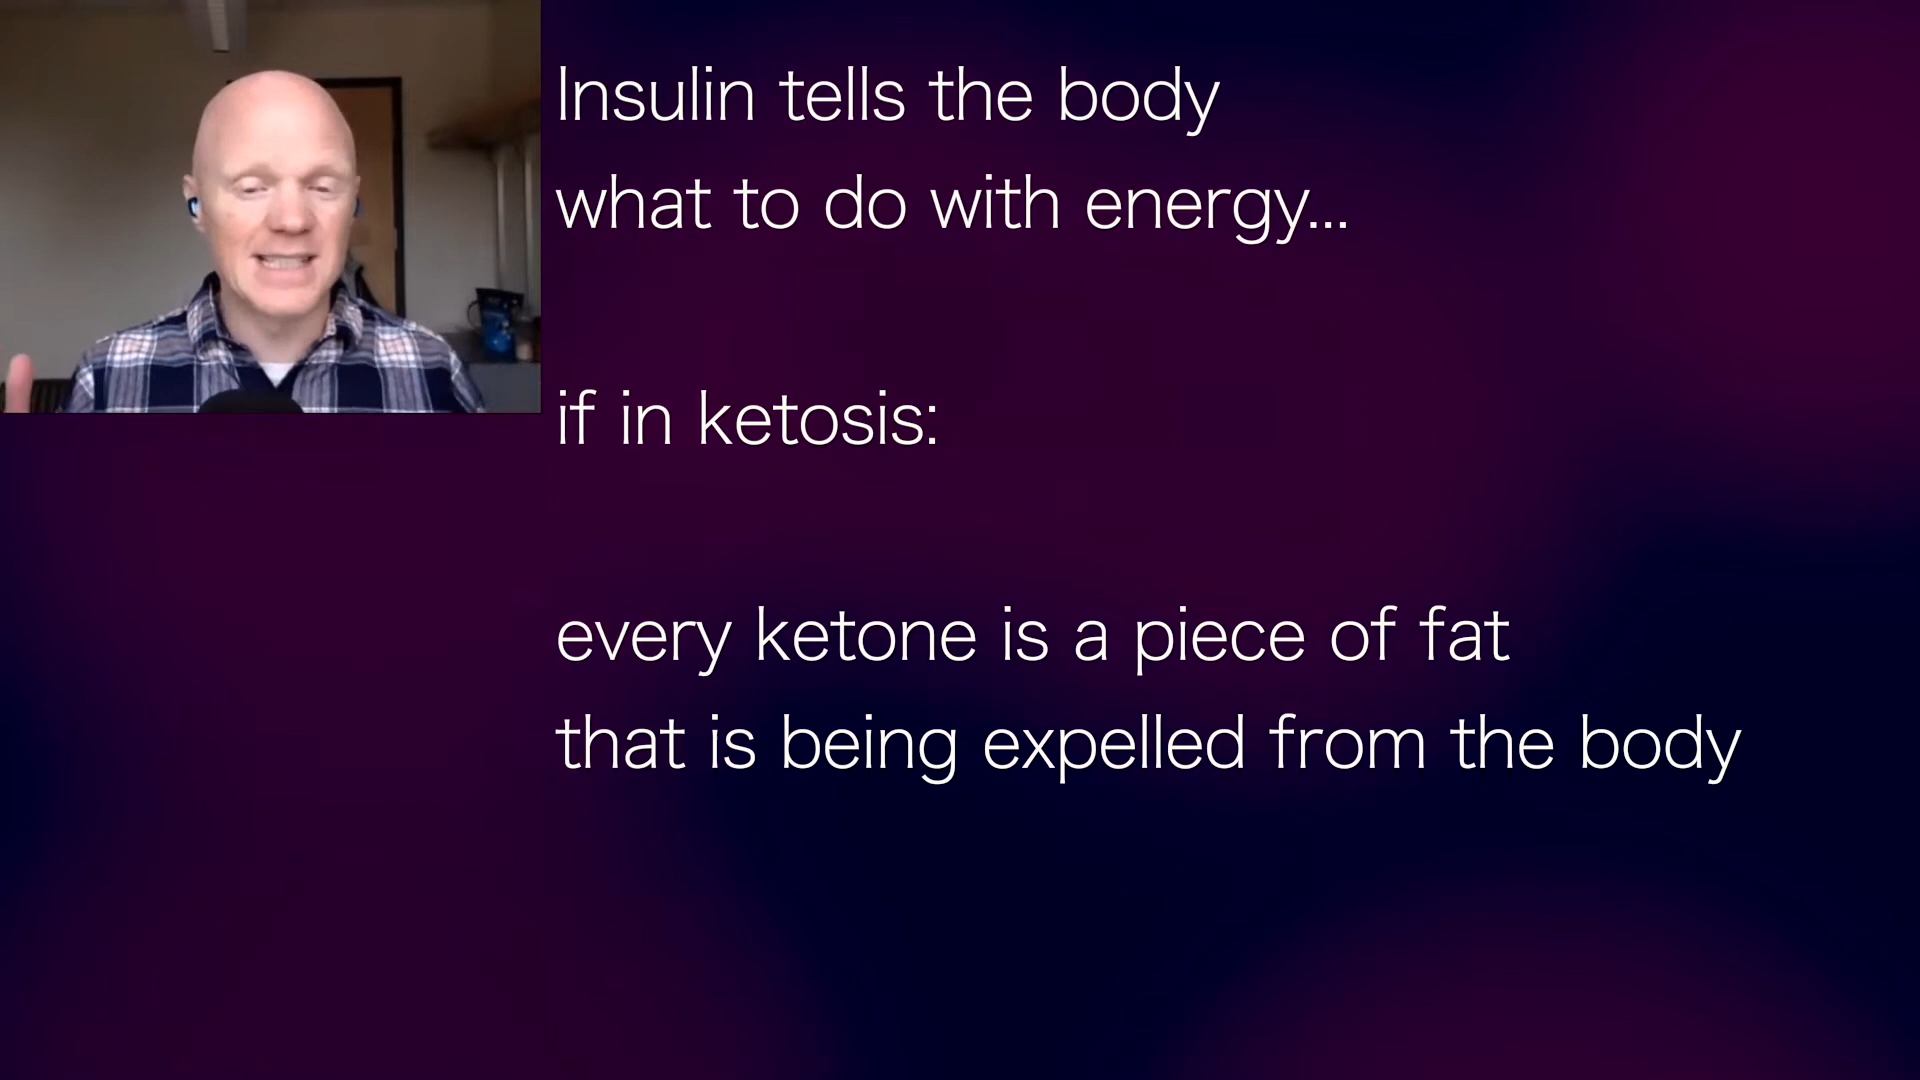 Insulin tells the body
what to do with energy...
if in ketosis:
every ketone is a piece of fat
that is being expelled from the body